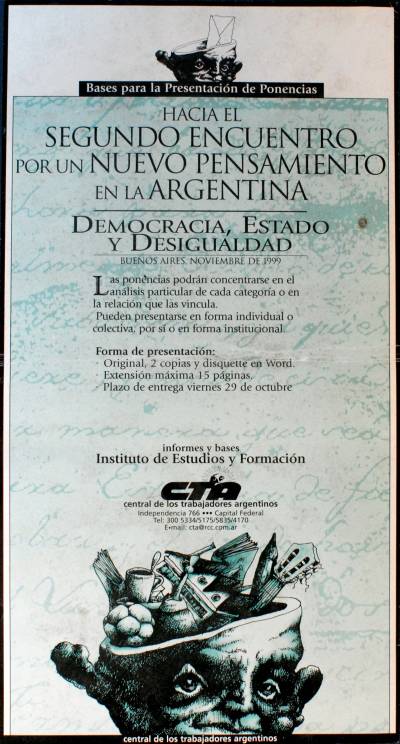 Bases para la Presentación de Ponencias
HACIA EL
SEGUNDO ENCUENTRO
POR UN NUEVO PENSAMIENTO
EN LA ARGENTINA
DEMOCRACIA, ESTADO
Y DESIGUALDAD
BUENOS AIRES, NOVIEMBRE DE 1999
Las ponencias podrán concentrarse en el
análisis particular de cada categoría o en
la relación que las vincula.
Pueden presentarse en forma individual o
colectiva, por sí o en forma institucional.
Forma de presentación:
· Original, 2 copias y disquette en Word.
· Extensión máxima 15 páginas.
· Plazo de entrega viernes 29 de octubre
informes y bases
Instituto de Estudios y Formación
CTA
central de los trabajadores argentinos
Independencia 766 ••• Capital Federal
Tel: 300 5334/5175/5835/4170
E-mail: cta@rcc.com.ar
central de los trabajadores argentinos